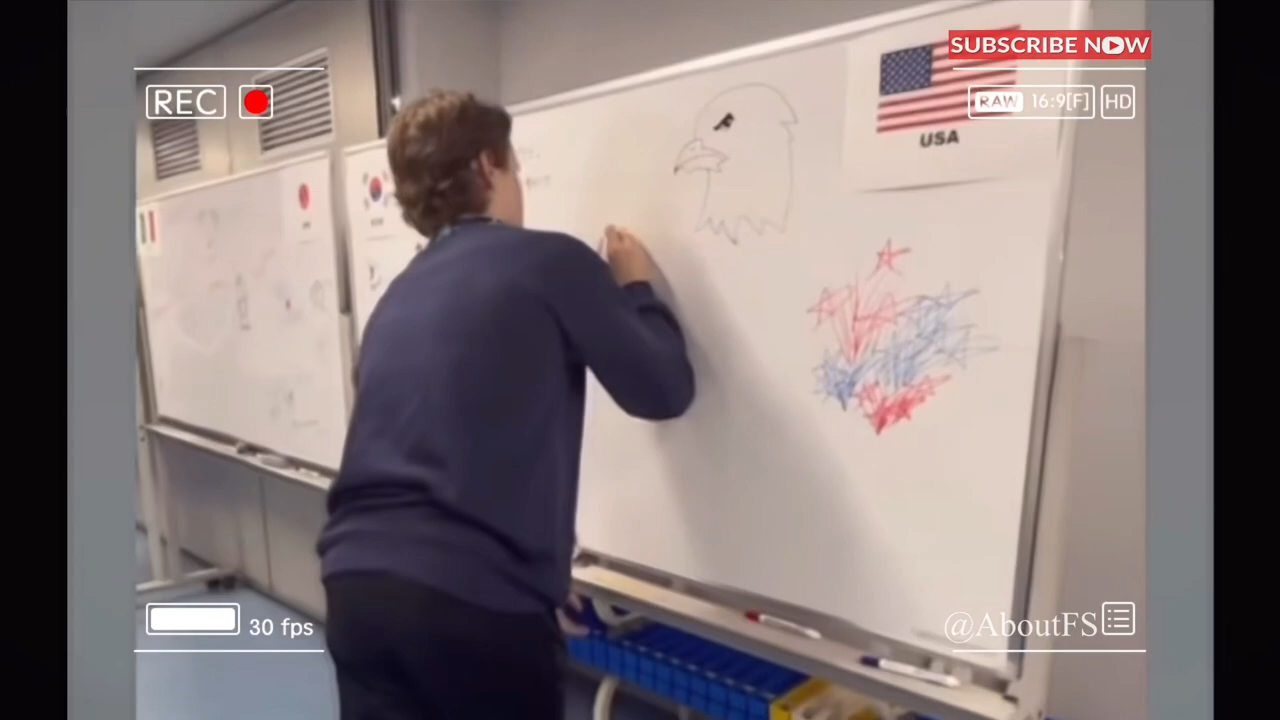 SUBSCRIBE NOW
REC
RAW 16:9[F] HD
USA
30 fps
@AboutFS